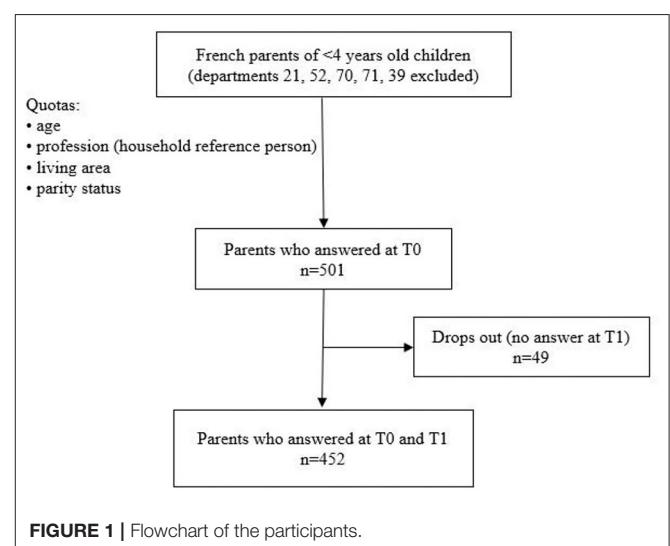 French parents of <4 years old children
(departments 21, 52, 70, 71, 39 excluded)
Quotas:
• age
• profession (household reference person)
• living area
• parity status
Parents who answered at T0
n=501
Drops out (no answer at T1)
n=49
Parents who answered at T0 and T1
n=452
FIGURE 1 | Flowchart of the participants.